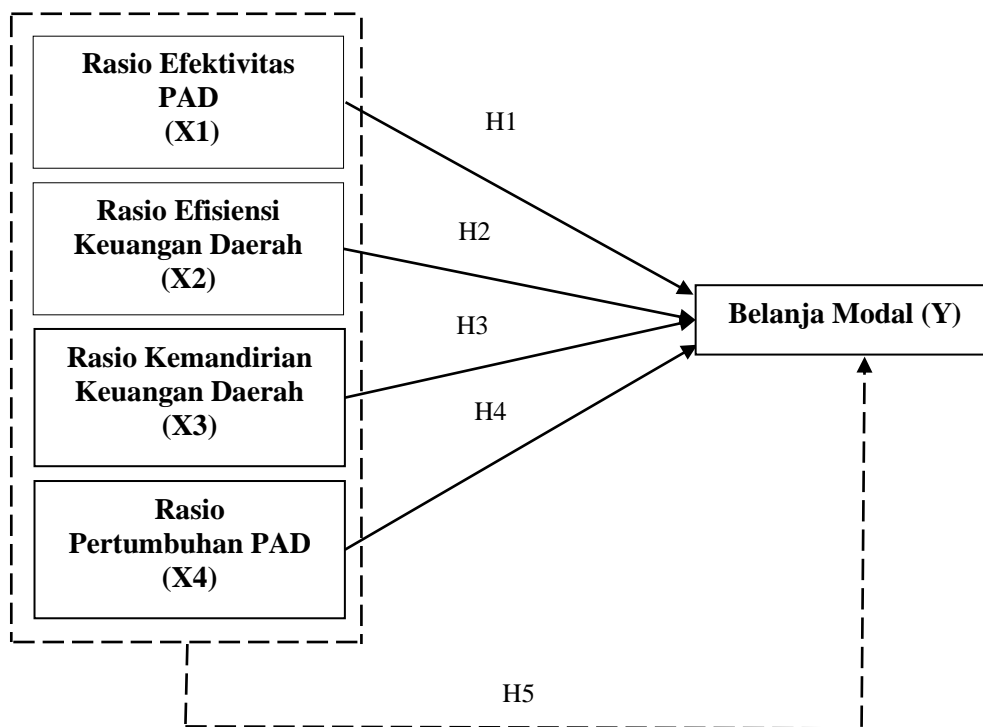 Rasio Efektivitas
PAD
(X1)
H1
Rasio Efisiensi
Keuangan Daerah
(X2)
H2
Rasio Kemandirian
Keuangan Daerah
(X3)
H3
Rasio
Pertumbuhan PAD
(X4)
H4
Belanja Modal (Y)
H5